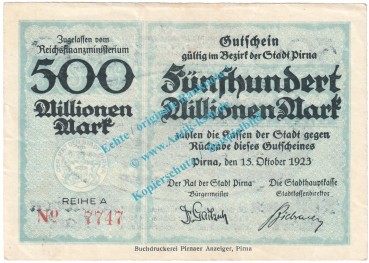 Zugelassen vom
Reichsfinanzministerium
500
Millionen
Mark
REIHE A
No 7747
Gutschein
gültig im Bezirk der Stadt Pirna
Fünfhundert
Millionen Mark
zahlen die Kassen der Stadt gegen
Rückgabe dieses Gutscheines
Pirna, den 15. Oktober 1923
Der Rat der Stadt Pirna
Bürgermeister
Die Stadthauptkasse
Stadtkassendirektor
Buchdruckerei Pirnaer Anzeiger, Pirna
Echte / original